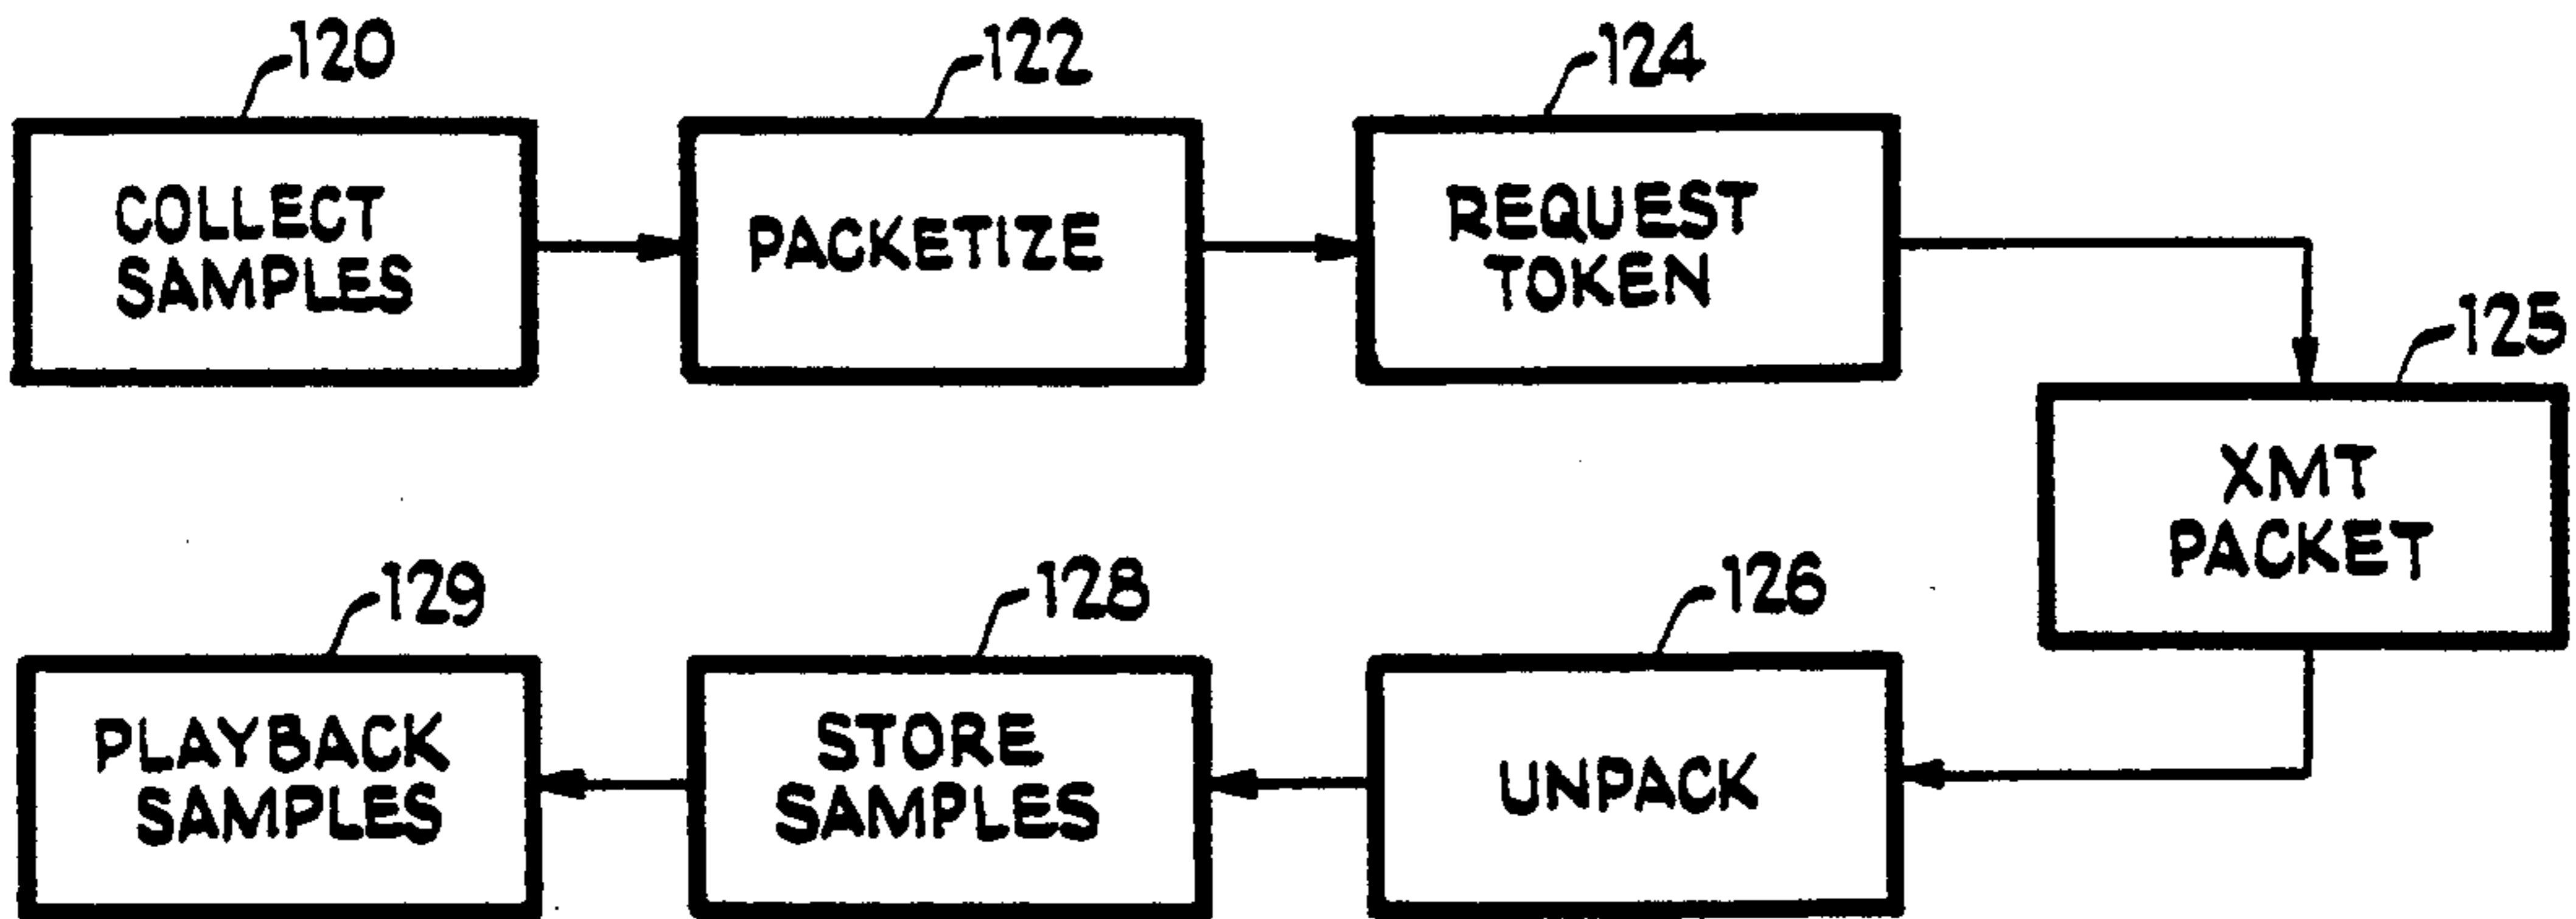 120
COLLECT
SAMPLES
122
PACKETIZE
124
REQUEST
TOKEN
125
XMT
PACKET
126
UNPACK
128
STORE
SAMPLES
129
PLAYBACK
SAMPLES